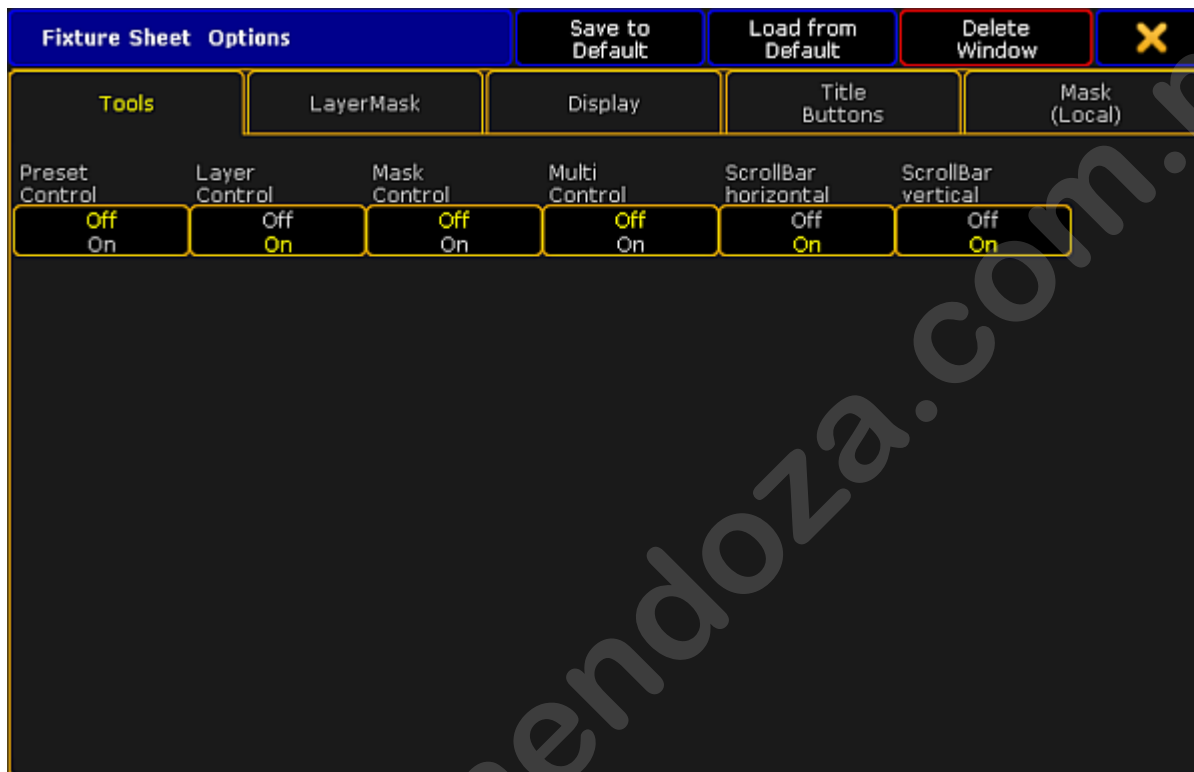 Fixture Sheet Options
Save to
Default
Load from
Default
Delete
Window
Tools
LayerMask
Display
Title
Buttons
Mask
(Local)
Preset
Control
Layer
Control
Mask
Control
Multi
Control
ScrollBar
horizontal
ScrollBar
vertical
Off
On
Off
On
Off
On
Off
On
Off
On
Off
On
endoza.com.